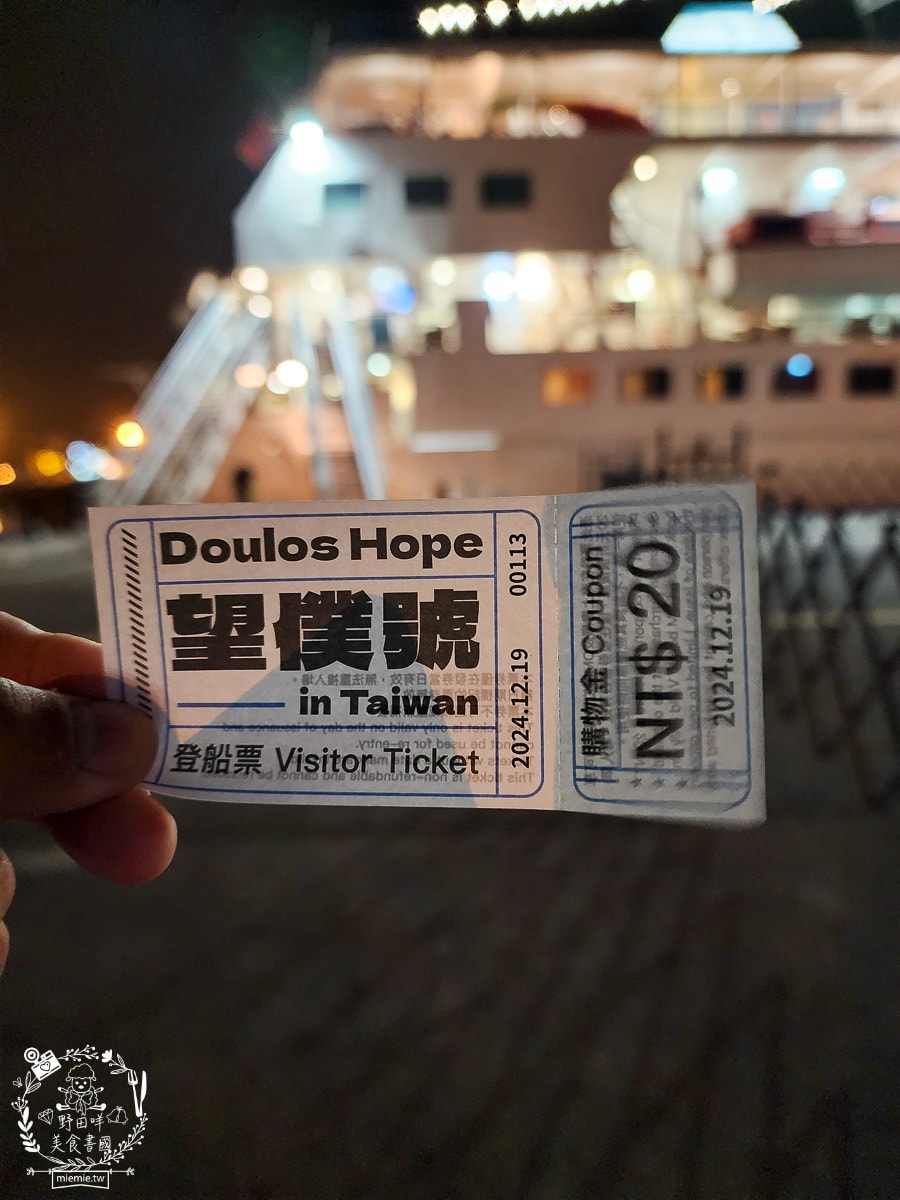 Doulos Hope
望僕號
in Taiwan
登船票 Visitor Ticket
2024.12.19
00113
購物金 Coupon
NT$ 20
2024.12.19
野田咩
美食書國
miemie.tw